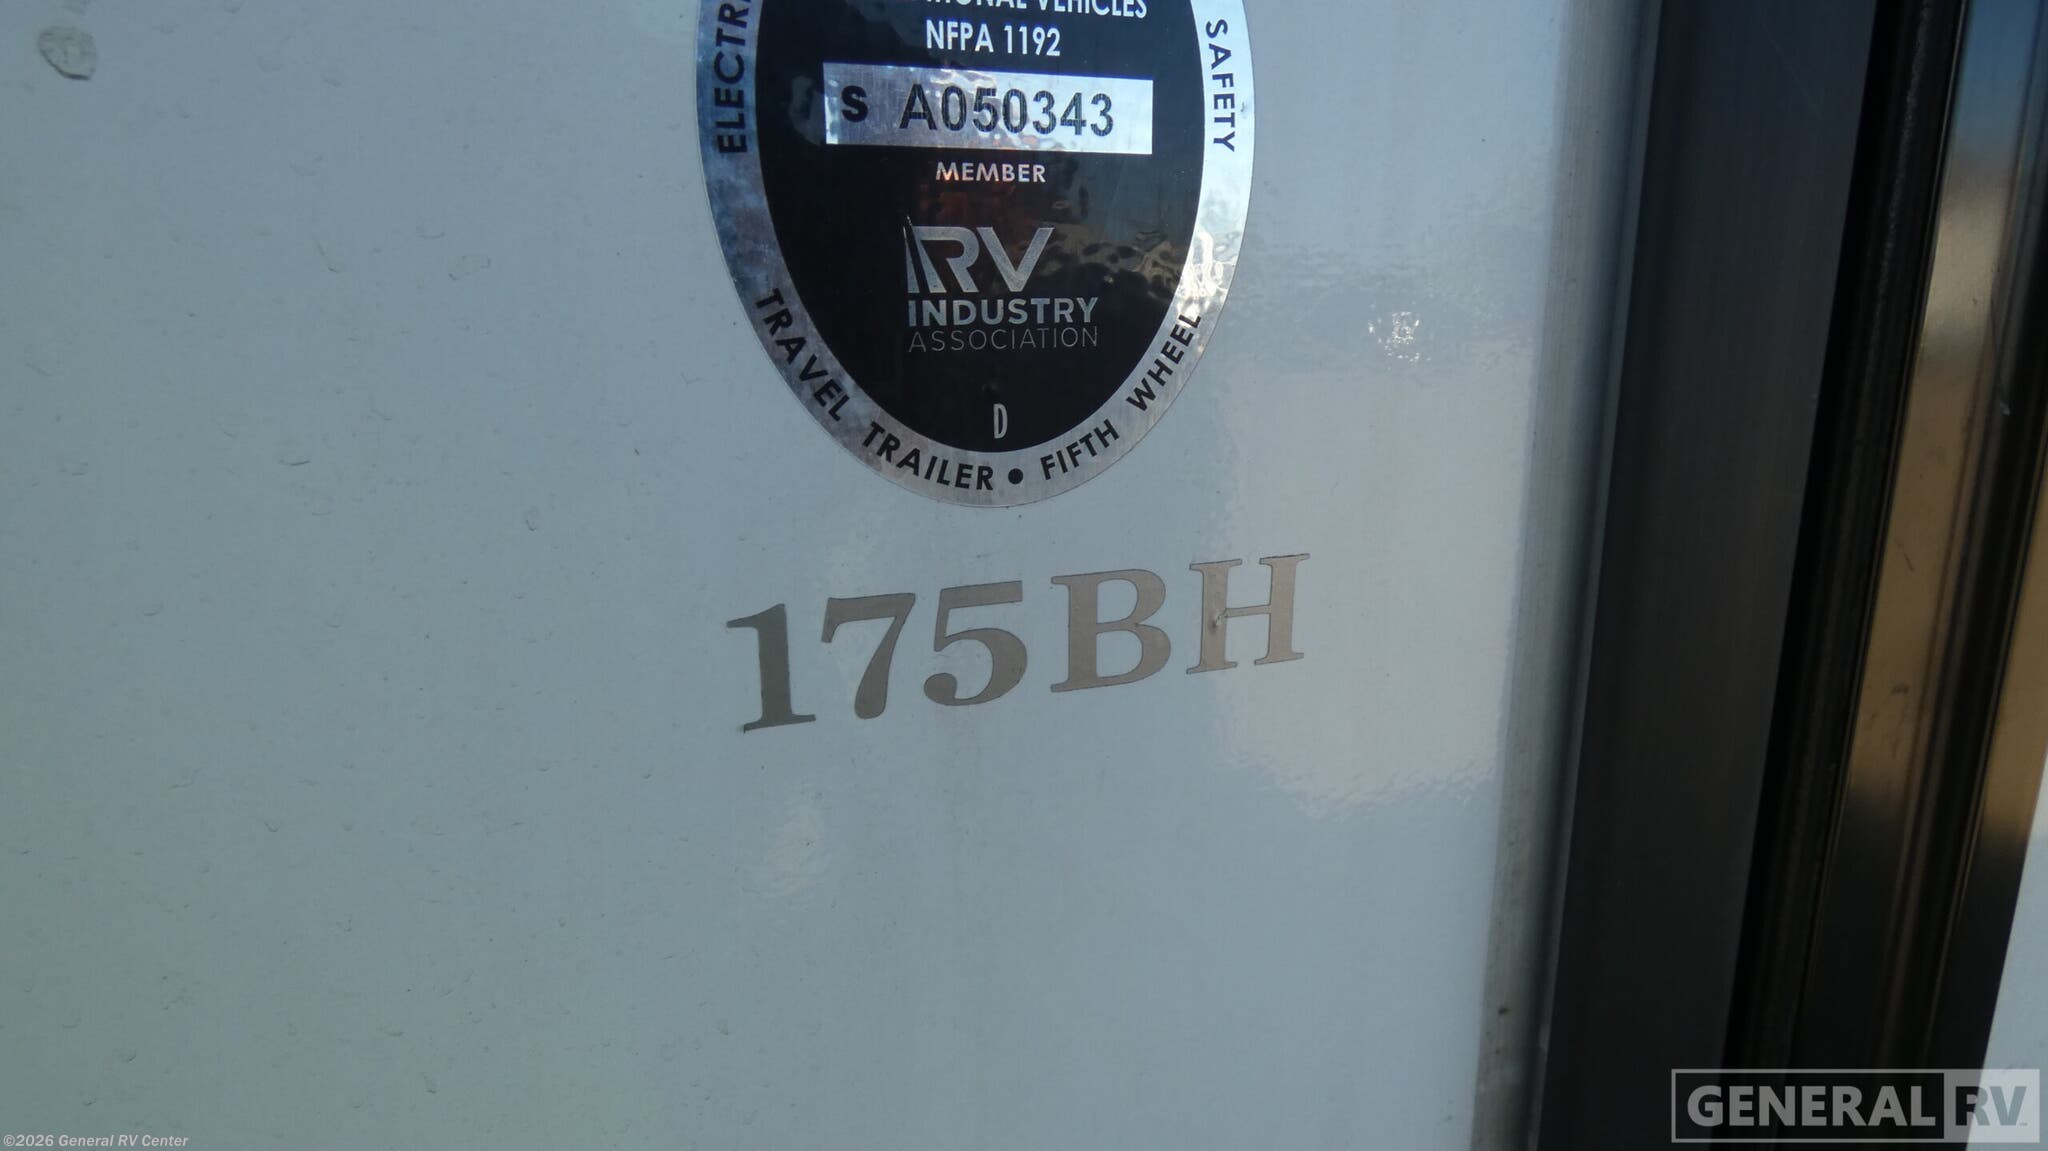 VEHICLES
NFPA 1192
S A050343
MEMBER
RV
INDUSTRY
ASSOCIATION
D
SAFETY
TRAVEL TRAILER • FIFTH WHEEL
175BH
GENERAL RV
©2026 General RV Center